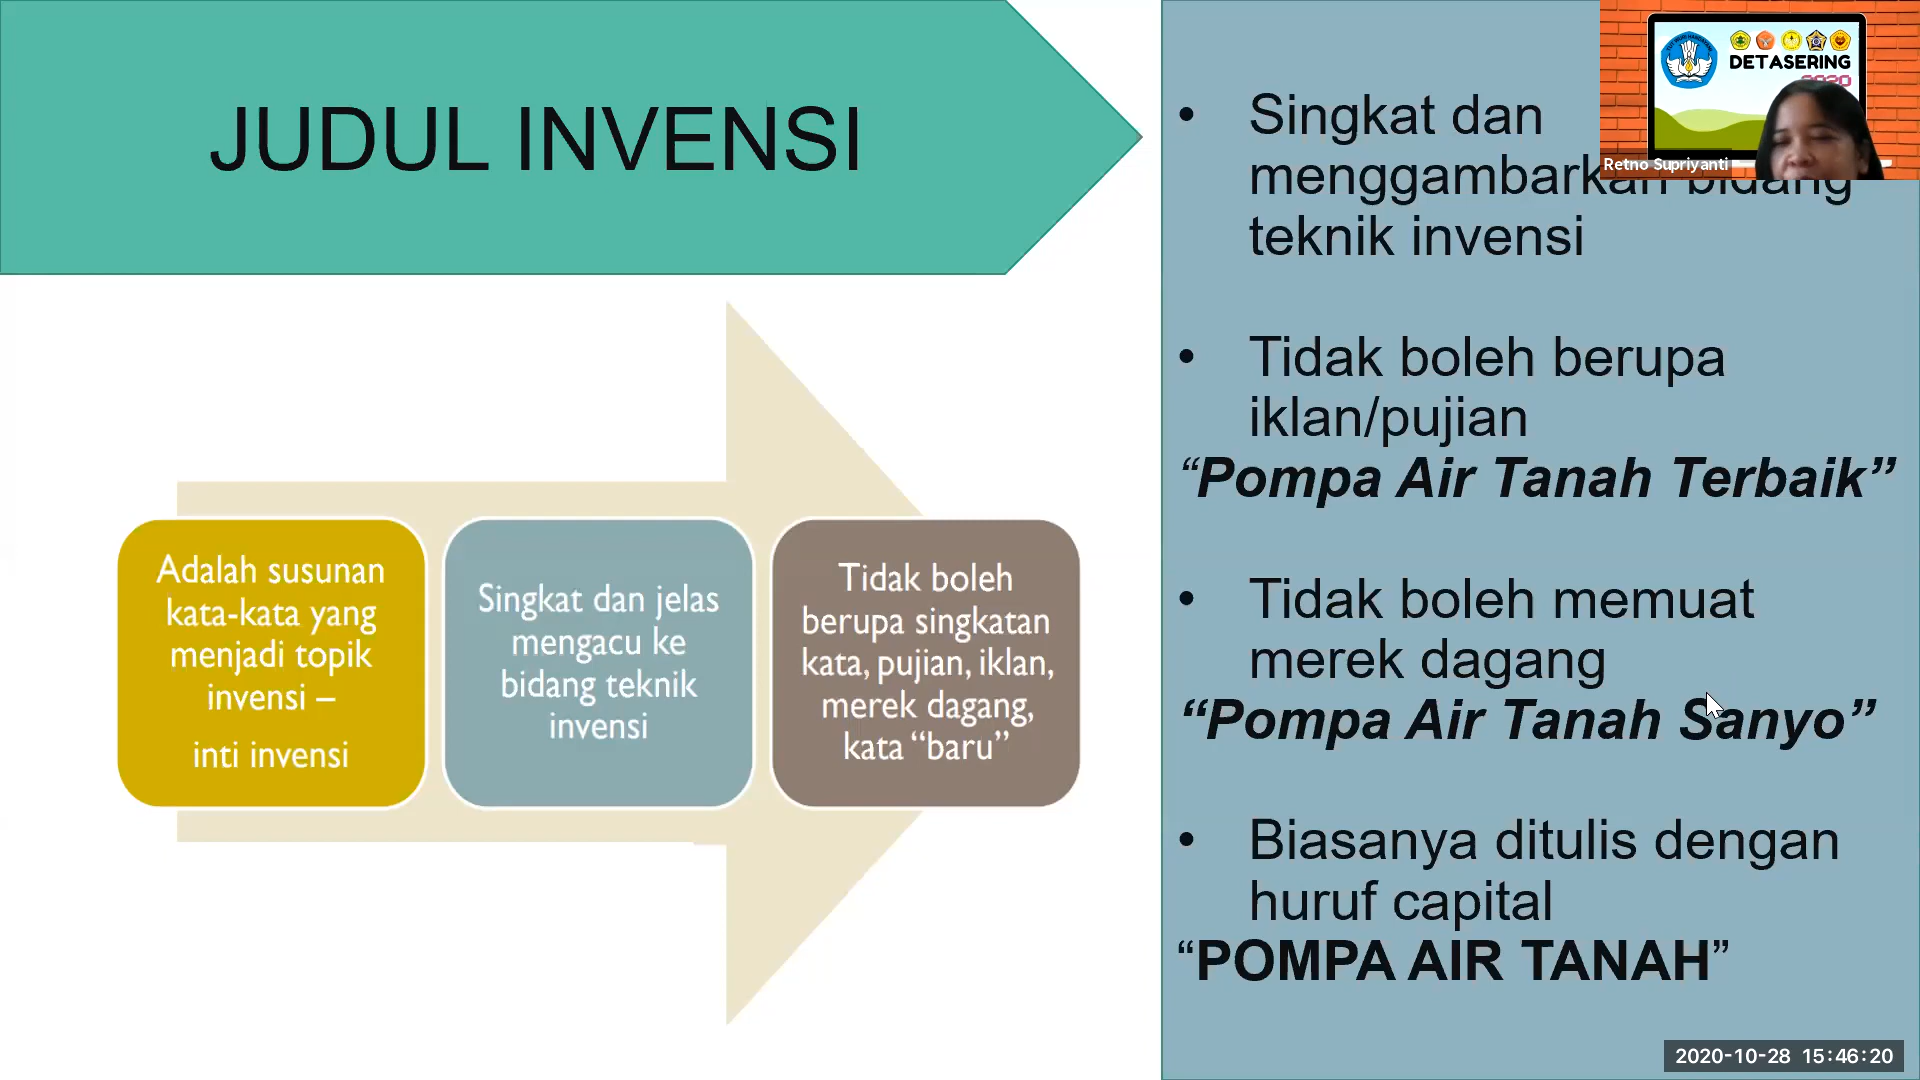 JUDUL INVENSI
Adalah susunan
kata-kata yang
menjadi topik
invensi –
inti invensi
Singkat dan jelas
mengacu ke
bidang teknik
invensi
Tidak boleh
berupa singkatan
kata, pujian, iklan,
merek dagang,
kata “baru”
• Singkat dan
menggambarkan bidang
teknik invensi
• Tidak boleh berupa
iklan/pujian
“Pompa Air Tanah Terbaik”
• Tidak boleh memuat
merek dagang
“Pompa Air Tanah Sanyo”
• Biasanya ditulis dengan
huruf capital
“POMPA AIR TANAH”
DETASERING
2020
Retno Supriyanti
2020-10-28 15:46:20